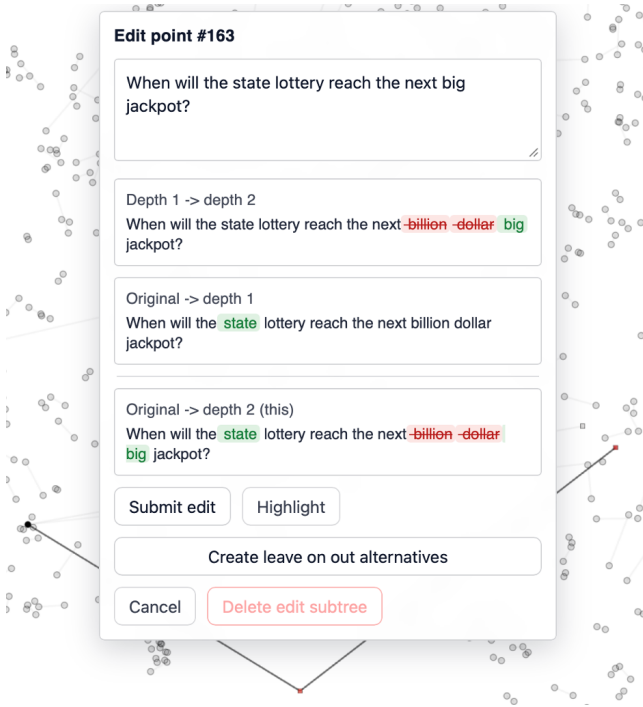 Edit point #163
When will the state lottery reach the next big
jackpot?
Depth 1 -> depth 2
When will the state lottery reach the next billion dollar big
jackpot?
Original -> depth 1
When will the state lottery reach the next billion dollar
jackpot?
Original -> depth 2 (this)
When will the state lottery reach the next billion dollar
big jackpot?
Submit edit
Highlight
Create leave on out alternatives
Cancel
Delete edit subtree